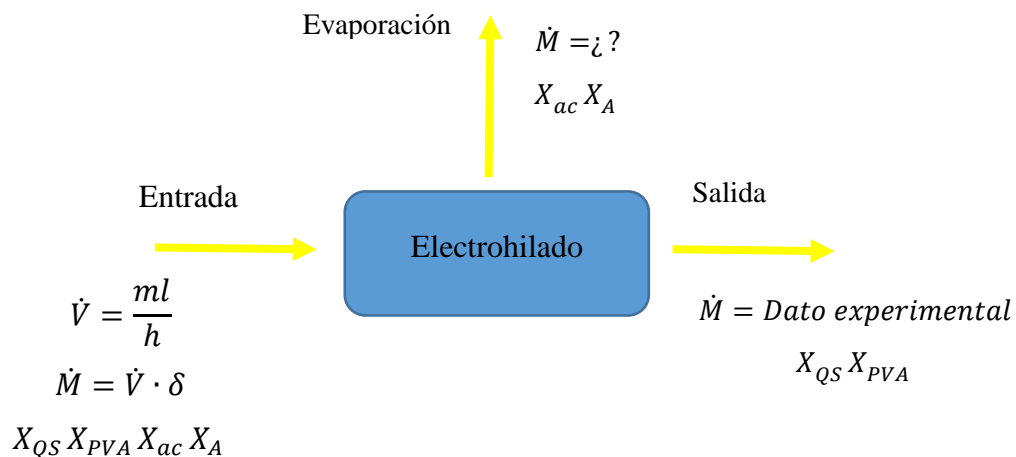 Evaporación
Ṁ =¿ ?
X_ac X_A
Entrada
Electrohilado
Salida
V̇ = ml/h
Ṁ = V̇ · δ
X_QS X_PVA X_ac X_A
Ṁ = Dato experimental
X_QS X_PVA